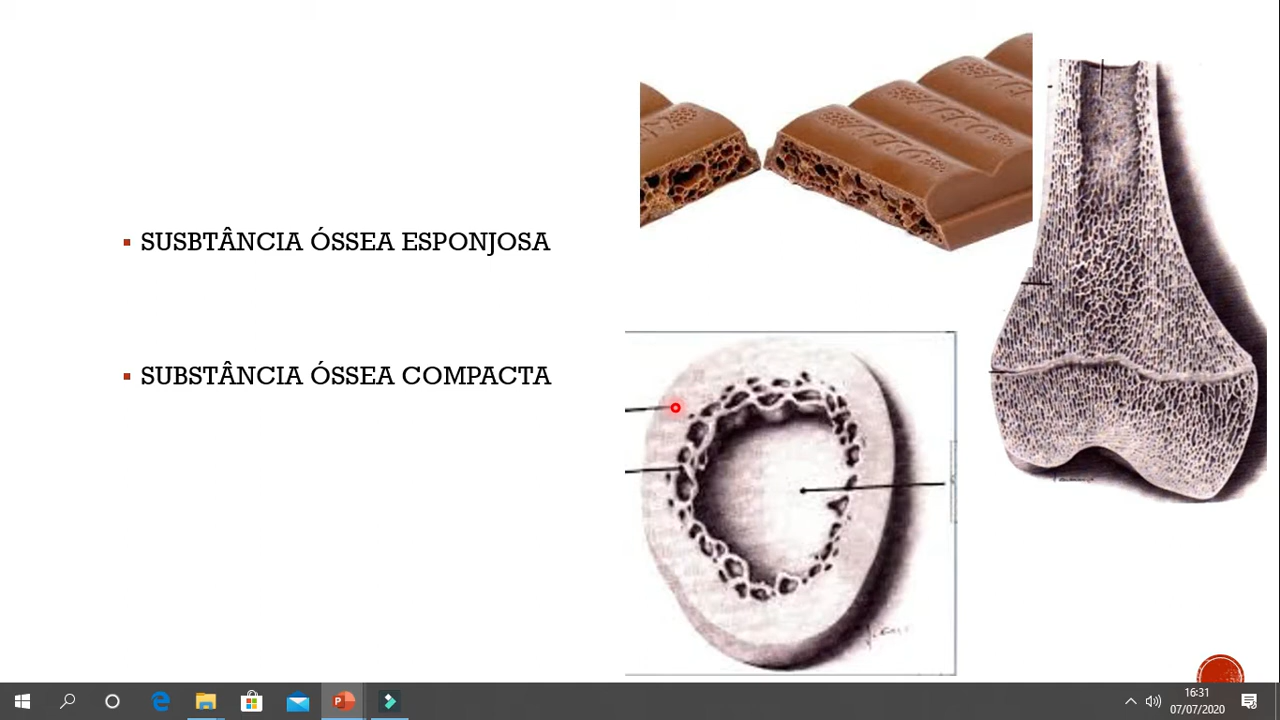 SUSBTÂNCIA ÓSSEA ESPONJOSA
SUBSTÂNCIA ÓSSEA COMPACTA
16:31
07/07/2020